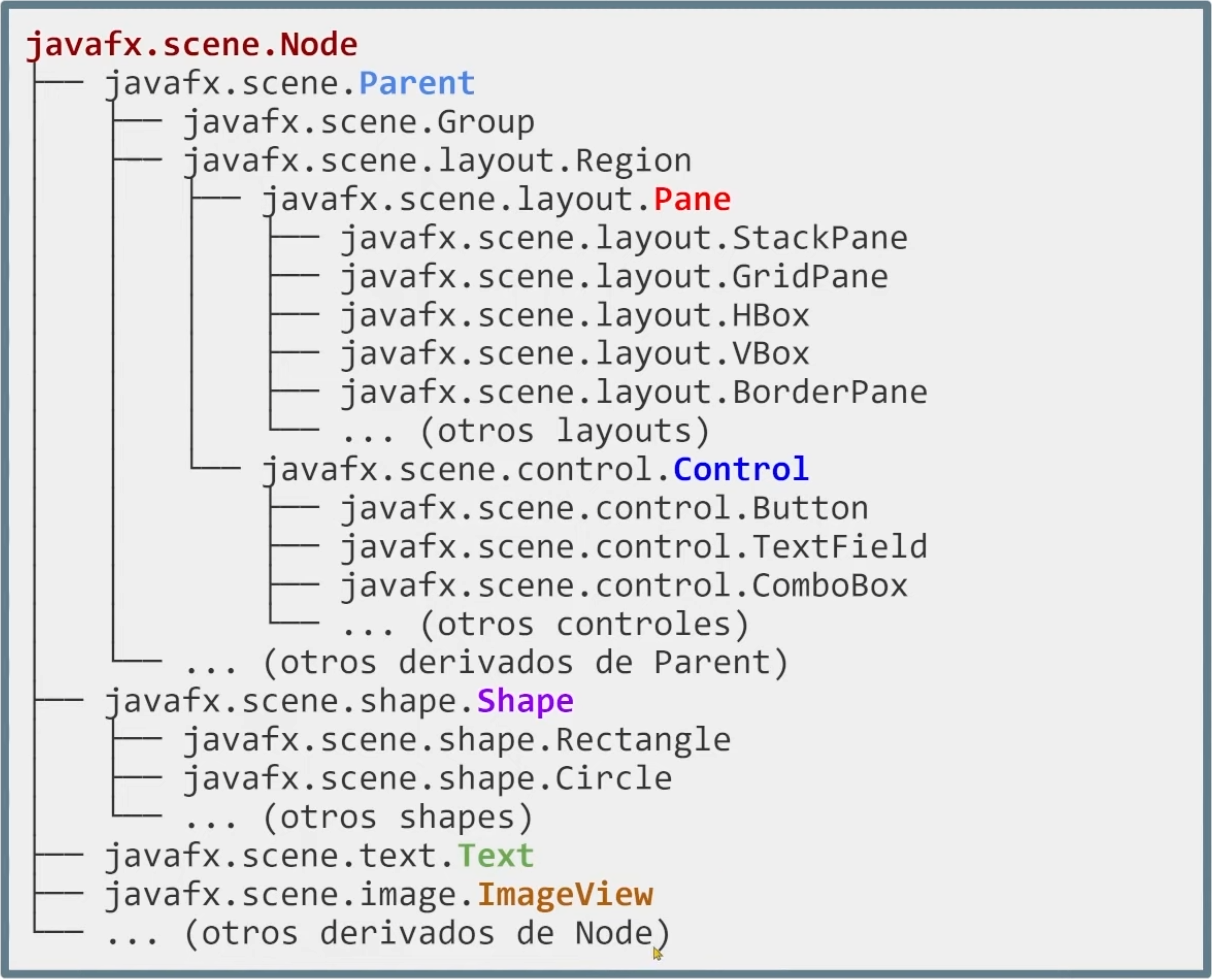 javafx.scene.Node
├── javafx.scene.Parent
│   ├── javafx.scene.Group
│   ├── javafx.scene.layout.Region
│   │   ├── javafx.scene.layout.Pane
│   │   │   ├── javafx.scene.layout.StackPane
│   │   │   ├── javafx.scene.layout.GridPane
│   │   │   ├── javafx.scene.layout.HBox
│   │   │   ├── javafx.scene.layout.VBox
│   │   │   ├── javafx.scene.layout.BorderPane
│   │   │   └── ... (otros layouts)
│   │   └── javafx.scene.control.Control
│   │       ├── javafx.scene.control.Button
│   │       ├── javafx.scene.control.TextField
│   │       ├── javafx.scene.control.ComboBox
│   │       └── ... (otros controles)
│   └── ... (otros derivados de Parent)
├── javafx.scene.shape.Shape
│   ├── javafx.scene.shape.Rectangle
│   ├── javafx.scene.shape.Circle
│   └── ... (otros shapes)
├── javafx.scene.text.Text
├── javafx.scene.image.ImageView
└── ... (otros derivados de Node)